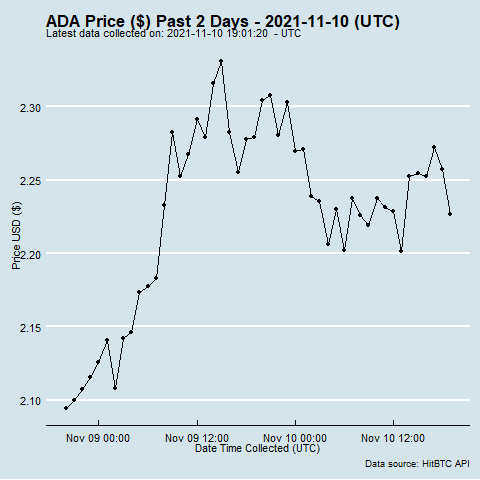 ADA Price ($) Past 2 Days - 2021-11-10 (UTC)
Latest data collected on: 2021-11-10 19:01:20  - UTC
Price USD ($)
2.30
2.25
2.20
2.15
2.10
Nov 09 00:00 Nov 09 12:00 Nov 10 00:00 Nov 10 12:00
Date Time Collected (UTC)
Data source: HitBTC API